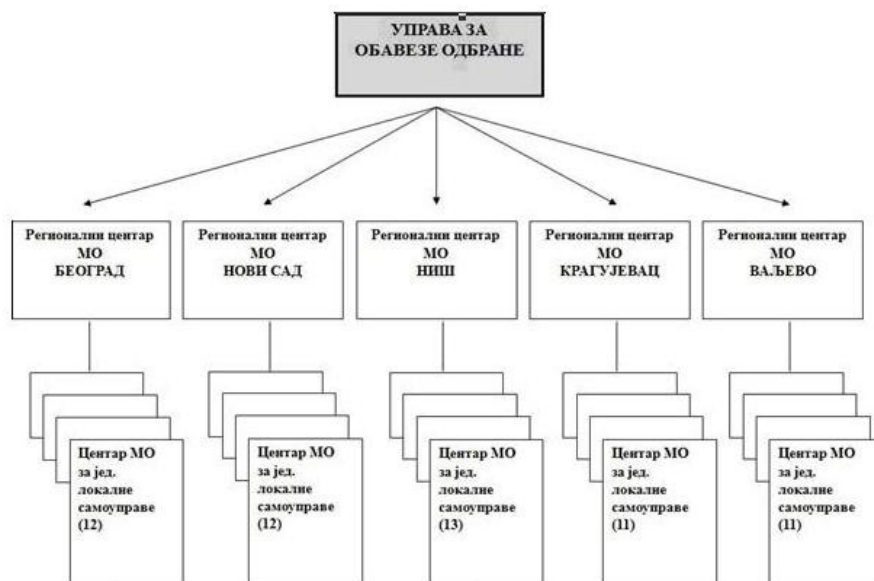 УПРАВА ЗА
ОБАВЕЗЕ ОДБРАНЕ
Регионални центар
МО
БЕОГРАД
Регионални центар
МО
НОВИ САД
Регионални центар
МО
НИШ
Регионални центар
МО
КРАГУЈЕВАЦ
Регионални центар
МО
ВАЉЕВО
Центар МО
за јед.
локалне
самоуправе
(12)
Центар МО
за јед.
локалне
самоуправе
(12)
Центар МО
за јед.
локалне
самоуправе
(13)
Центар МО
за јед.
локалне
самоуправе
(11)
Центар МО
за јед.
локалне
самоуправе
(11)